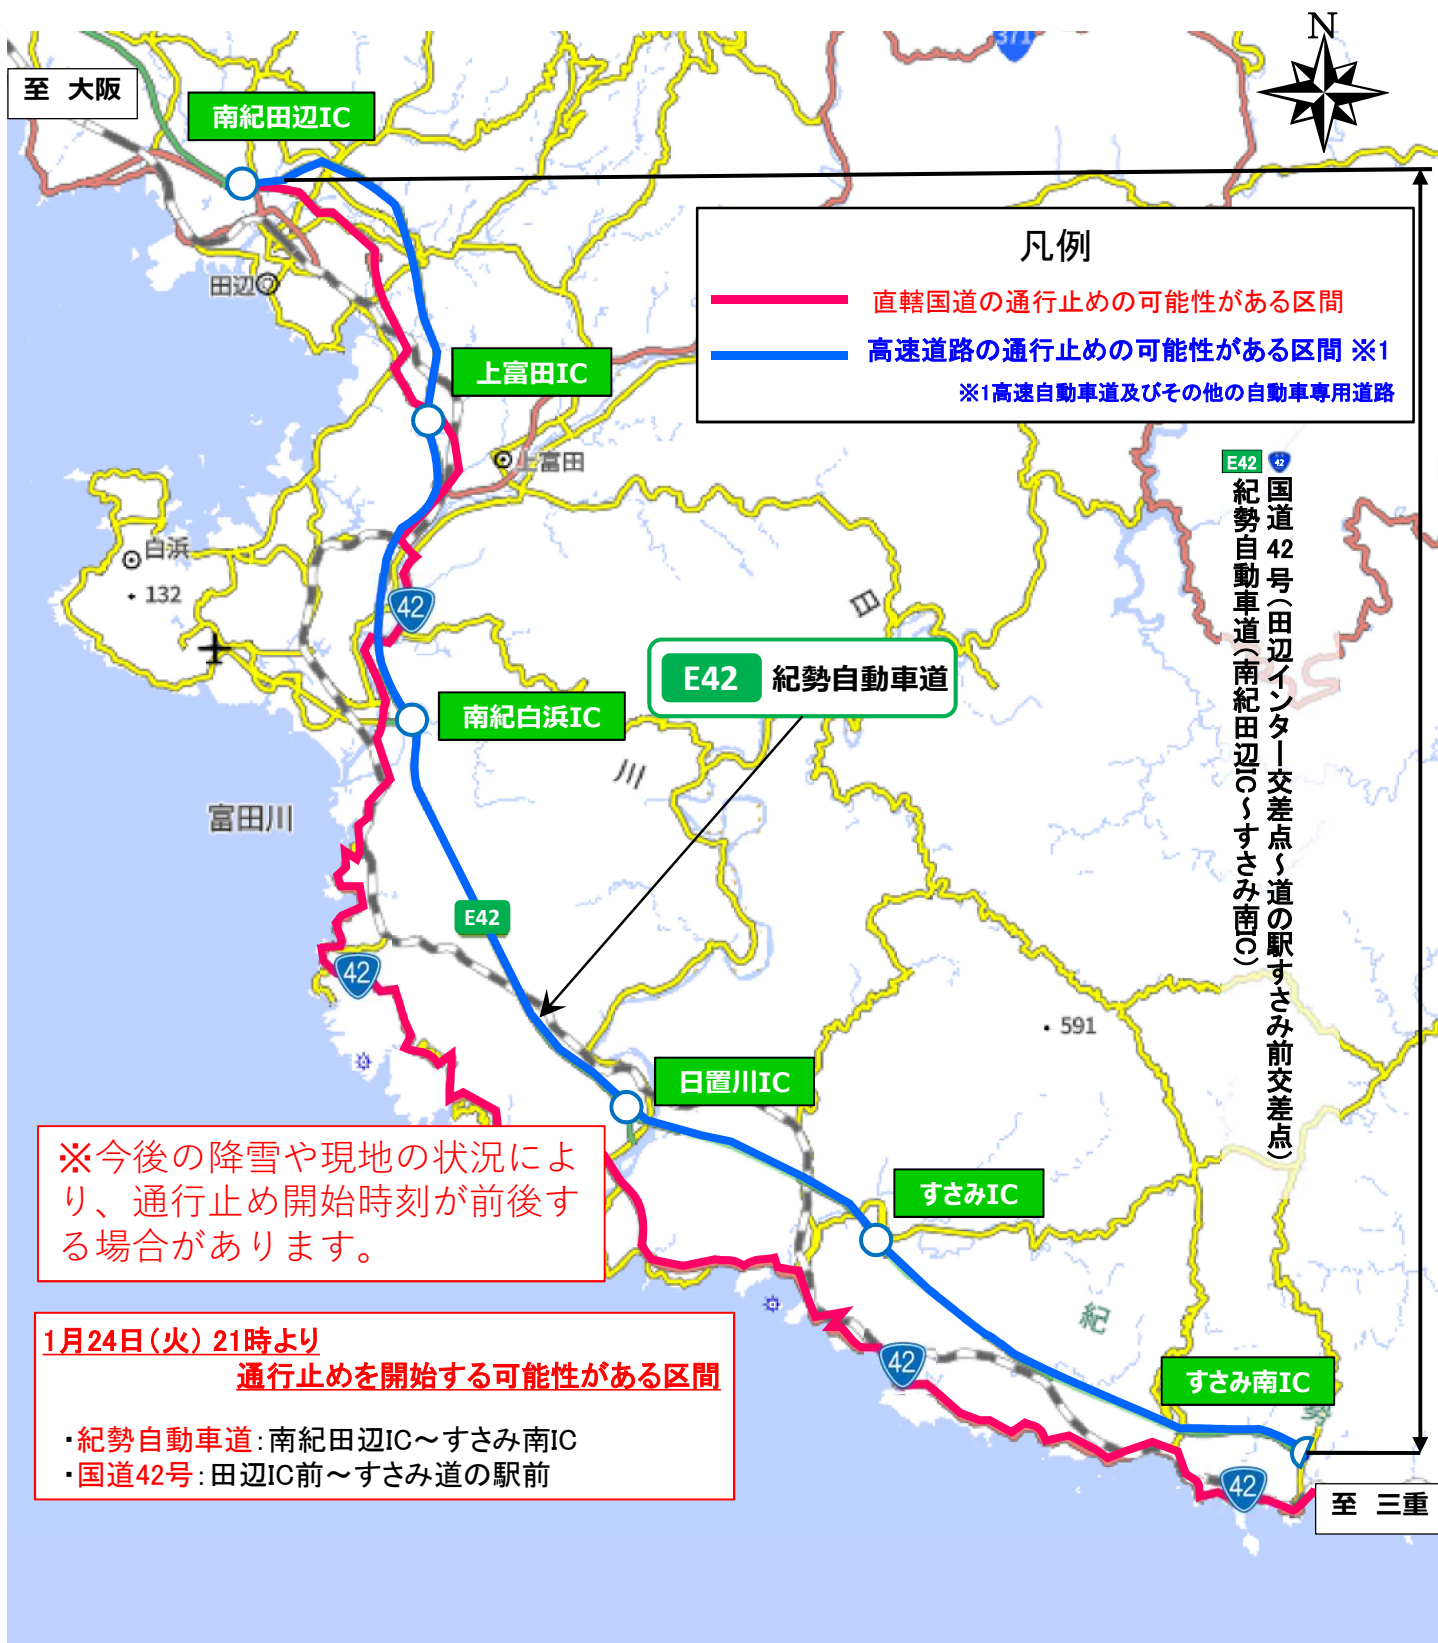 N
371
至 大阪
南紀田辺IC
凡例
直轄国道の通行止めの可能性がある区間
高速道路の通行止めの可能性がある区間 ※1
※1高速自動車道及びその他の自動車専用道路
田辺
上富田IC
上富田
E42 42
国道42号(田辺インター交差点~道の駅すさみ前交差点)
紀勢自動車道(南紀田辺IC~すさみ南IC)
白浜
132
42
日
E42 紀勢自動車道
南紀白浜IC
川
富田川
E42
42
591
日置川IC
※今後の降雪や現地の状況によ
り、通行止め開始時刻が前後す
る場合があります。
すさみIC
紀
1月24日(火) 21時より
通行止めを開始する可能性がある区間
・紀勢自動車道:南紀田辺IC~すさみ南IC
・国道42号:田辺IC前~すさみ道の駅前
42
すさみ南IC
勢
42
至 三重